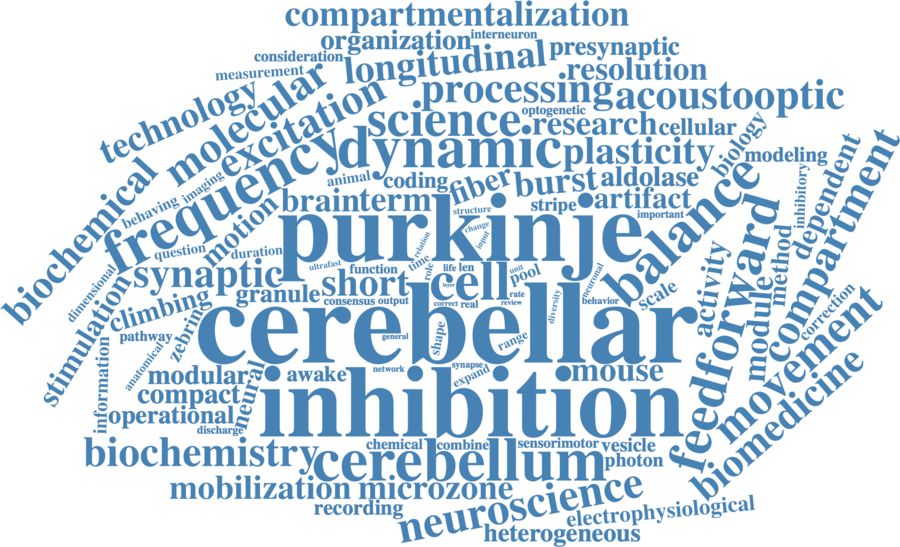 compartmentalization
organization
interneuron
consideration
longitudinal
presynaptic
measurement
resolution
technology
molecular
excitation
processing
acoustooptic
optogenetic
science
research
cellular
biology
modeling
dynamic
plasticity
frequency
biochemical
behaving
imaging
animal
coding
fiber
burst
aldolase
inhibitory
dependent
compartment
brainterm
structure
stripe
artifact
important
balance
motion
question
duration
purkinje
change
input
relation
time
ultrafast
dimensional
synaptic
function
short
role
life
len
layer
cell
unit
pool
neuronal
feedforward
activity
method
module
scale
correction
movement
stimulation
climbing
granule
consensus
output
correct
real
rate
review
diversity
behavior
pathway
zebrin
cerebellar
general
shape
range
information
anatomical
modular
neural
awake
network
synapse
expand
mouse
compact
operational
discharge
inhibition
biomedicine
biochemistry
chemical
combine
sensorimotor
vesicle
cerebellum
photon
mobilization
microzone
neuroscience
recording
electrophysiological
heterogeneous